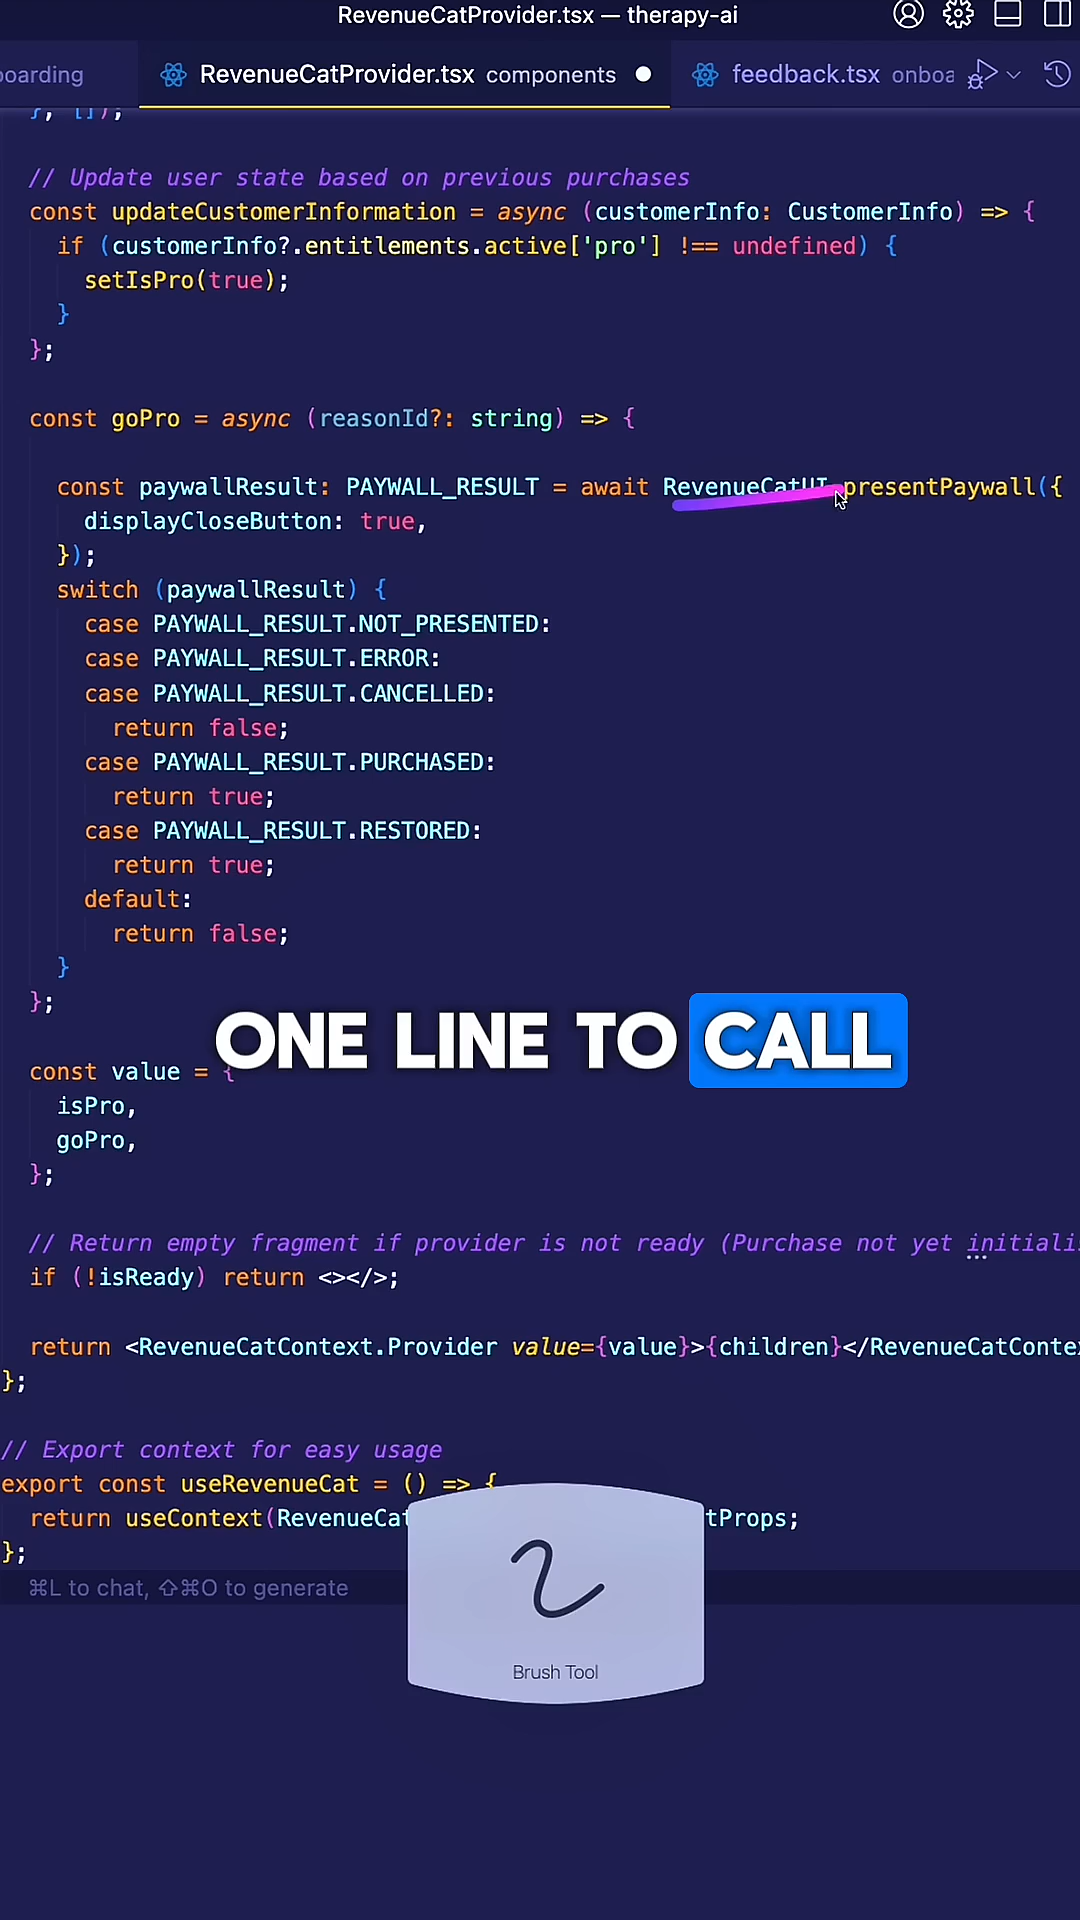 RevenueCatProvider.tsx — therapy-ai
boarding RevenueCatProvider.tsx components feedback.tsx onboa
}, []);
// Update user state based on previous purchases
const updateCustomerInformation = async (customerInfo: CustomerInfo) => {
if (customerInfo?.entitlements.active['pro'] !== undefined) {
setIsPro(true);
}
};
const goPro = async (reasonId?: string) => {
const paywallResult: PAYWALL_RESULT = await RevenueCatUI.presentPaywall({
displayCloseButton: true,
});
switch (paywallResult) {
case PAYWALL_RESULT.NOT_PRESENTED:
case PAYWALL_RESULT.ERROR:
case PAYWALL_RESULT.CANCELLED:
return false;
case PAYWALL_RESULT.PURCHASED:
return true;
case PAYWALL_RESULT.RESTORED:
return true;
default:
return false;
}
};
ONE LINE TO CALL
const value = {
isPro,
goPro,
};
// Return empty fragment if provider is not ready (Purchase not yet initialis
if (!isReady) return <></>;
return <RevenueCatContext.Provider value={value}>{children}</RevenueCatContex
};
// Export context for easy usage
export const useRevenueCat = () => {
return useContext(RevenueCat tProps;
};
⌘L to chat, ⇧⌘O to generate
Brush Tool